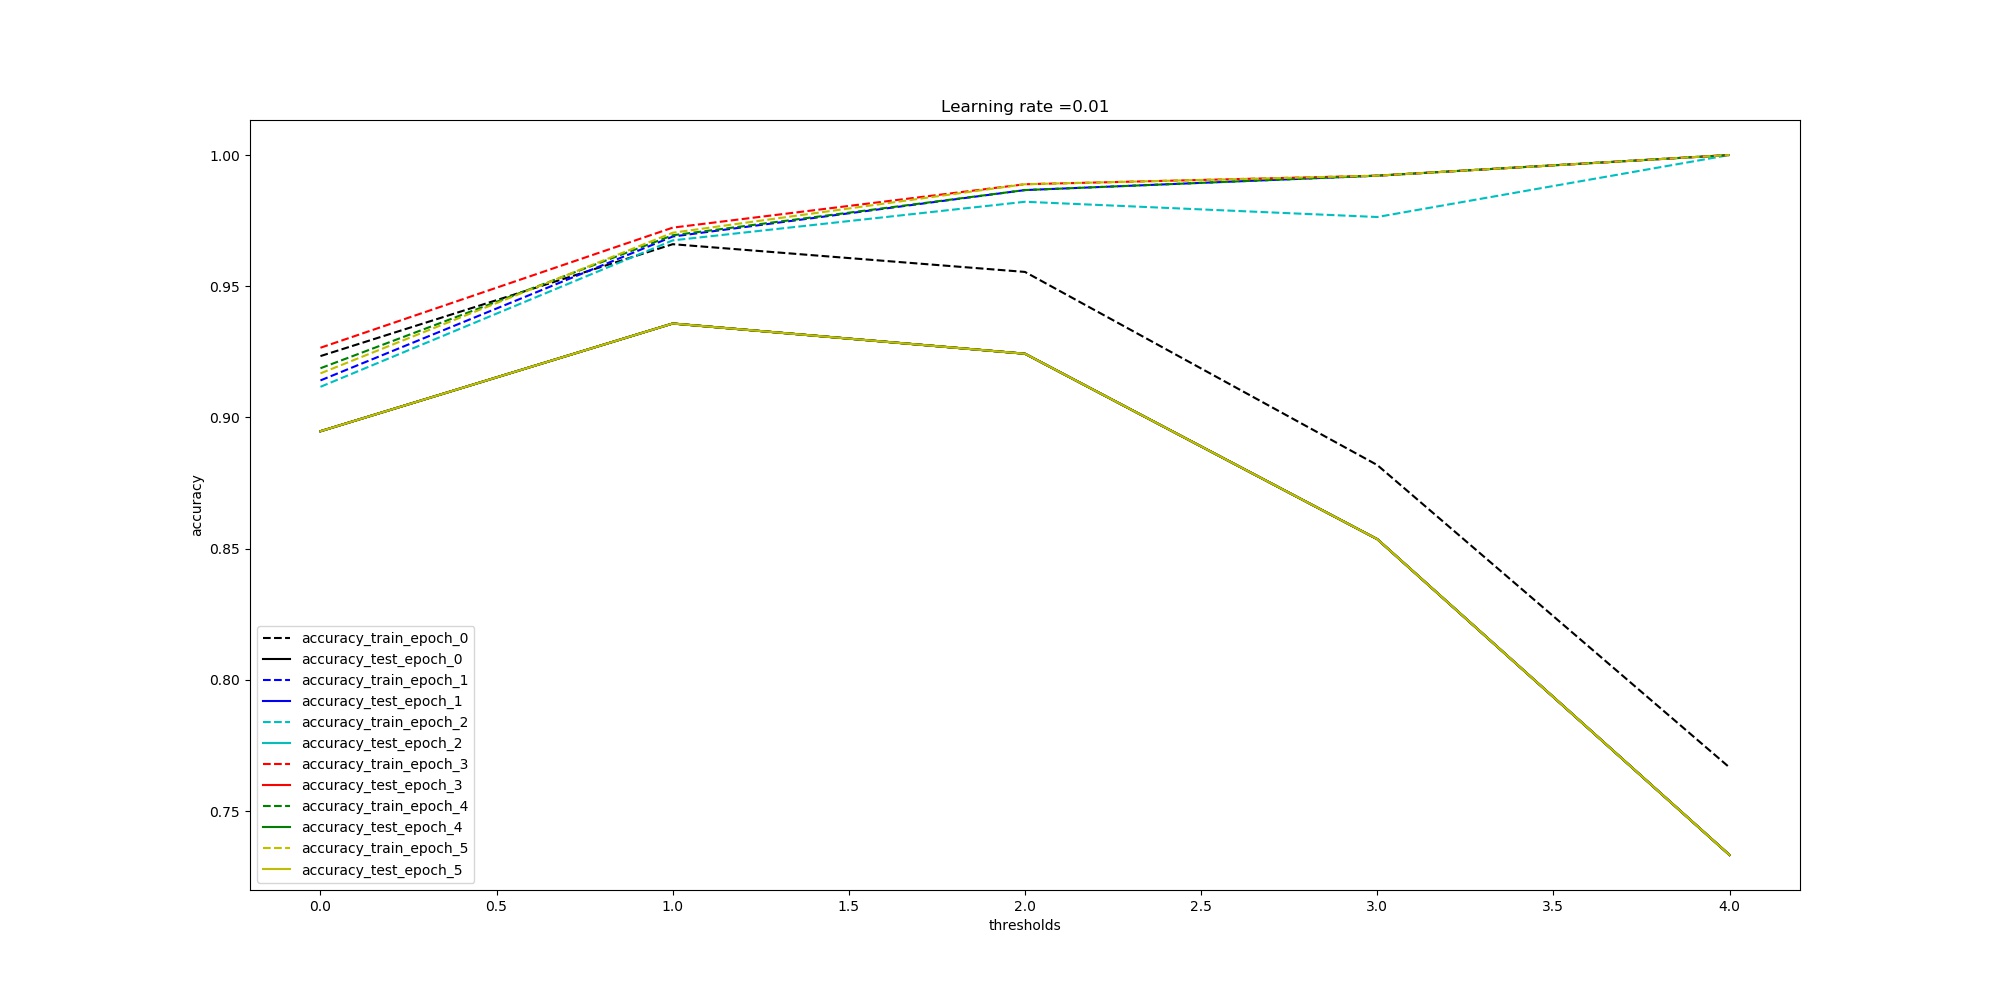 Learning rate =0.01
1.00
0.95
0.90
0.85
0.80
0.75
accuracy
accuracy_train_epoch_0
accuracy_test_epoch_0
accuracy_train_epoch_1
accuracy_test_epoch_1
accuracy_train_epoch_2
accuracy_test_epoch_2
accuracy_train_epoch_3
accuracy_test_epoch_3
accuracy_train_epoch_4
accuracy_test_epoch_4
accuracy_train_epoch_5
accuracy_test_epoch_5
0.0 0.5 1.0 1.5 2.0 2.5 3.0 3.5 4.0
thresholds